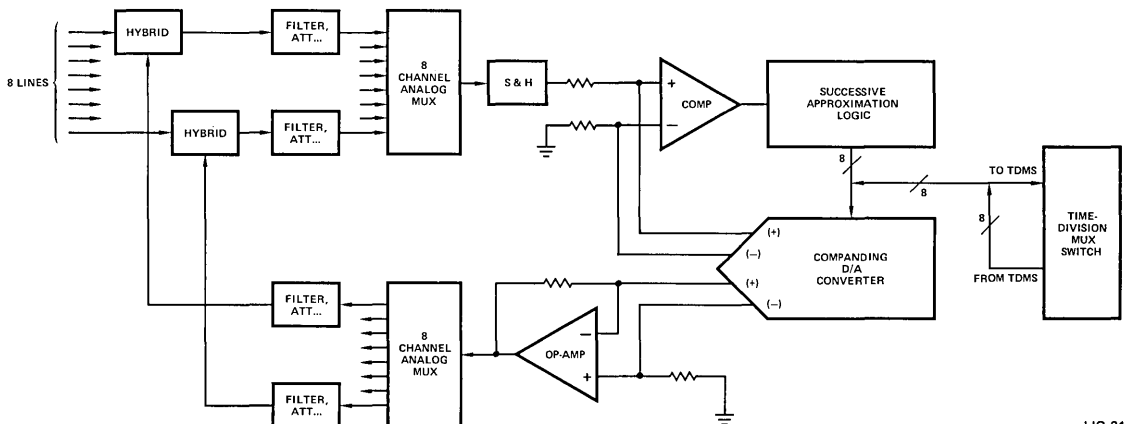 8 LINES
HYBRID
FILTER,
ATT...
HYBRID
FILTER,
ATT...
8
CHANNEL
ANALOG
MUX
S & H
+
−
COMP
SUCCESSIVE
APPROXIMATION
LOGIC
8
8
TO TDMS
8
FROM TDMS
TIME-
DIVISION
MUX
SWITCH
(+)
(−)
(+)
(−)
COMPANDING
D/A
CONVERTER
FILTER,
ATT...
FILTER,
ATT...
8
CHANNEL
ANALOG
MUX
OP-AMP
−
+